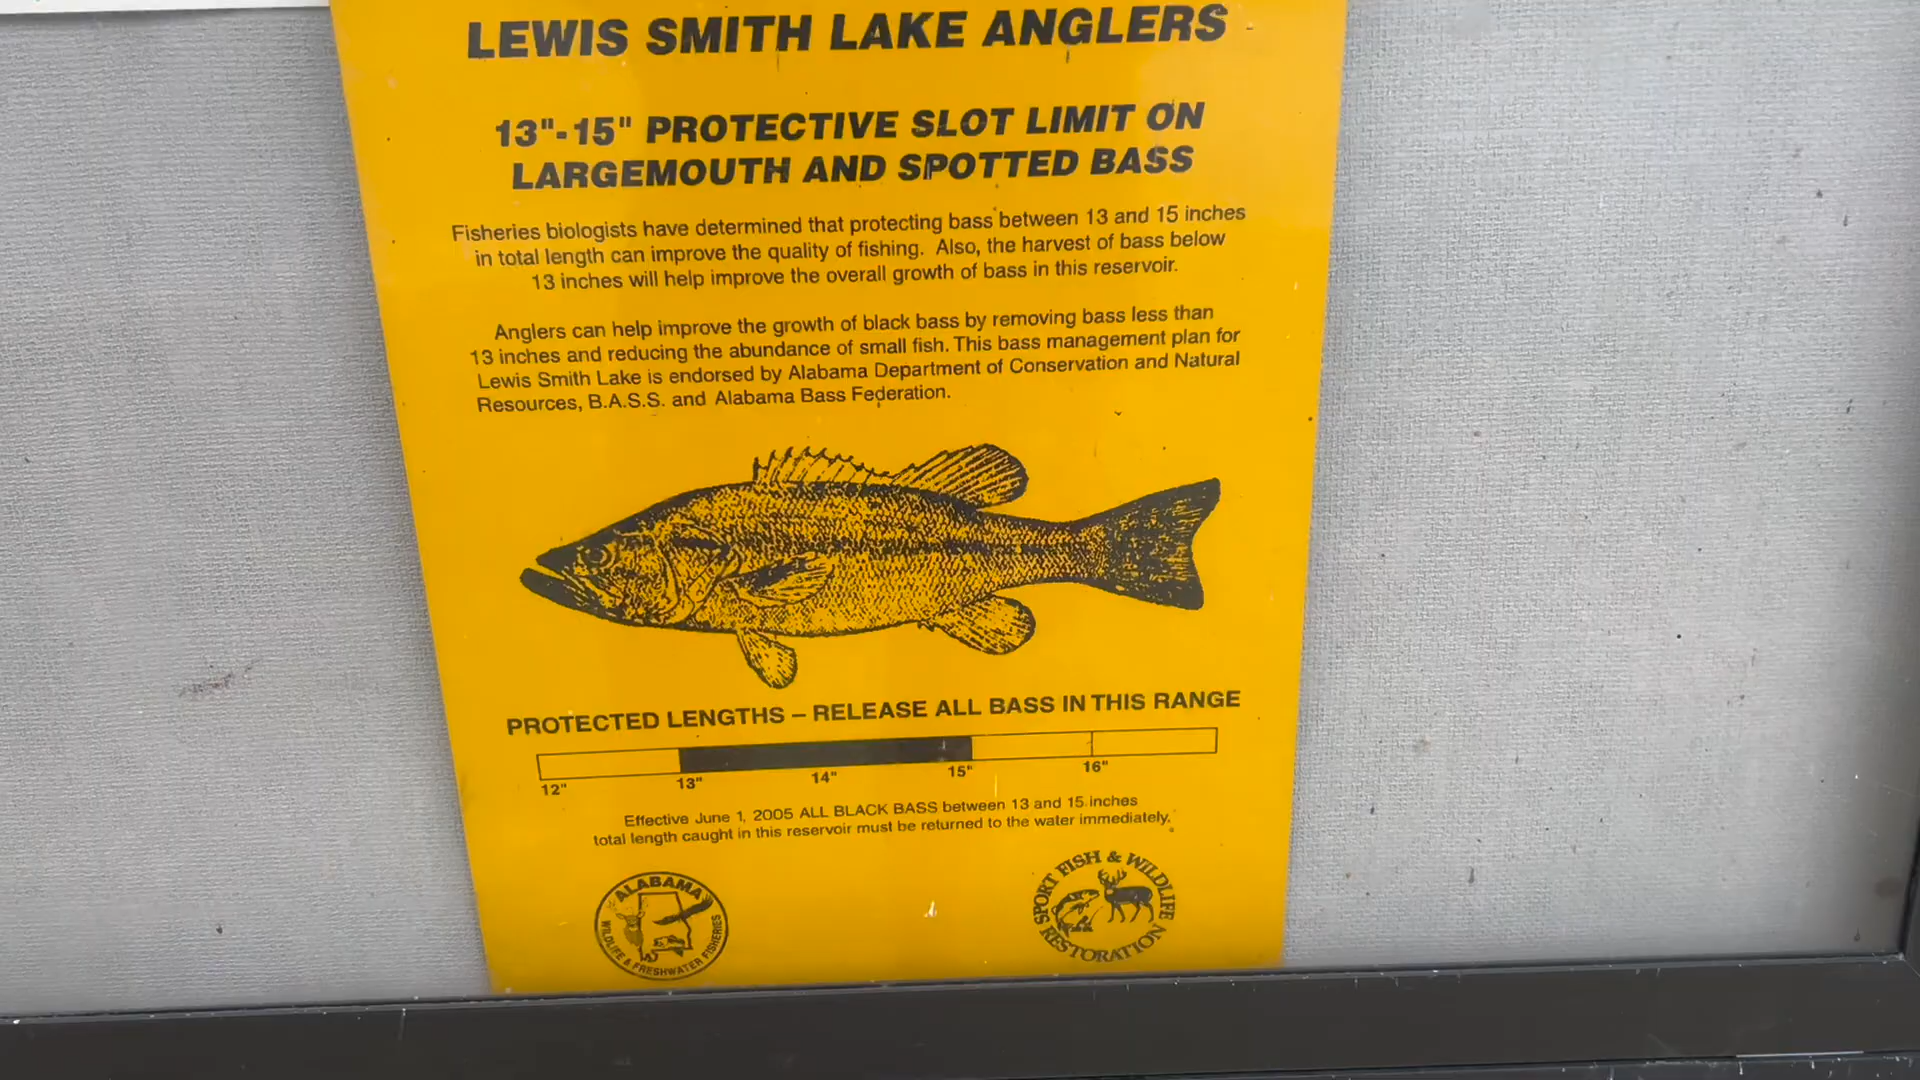 LEWIS SMITH LAKE ANGLERS
13"-15" PROTECTIVE SLOT LIMIT ON
LARGEMOUTH AND SPOTTED BASS
Fisheries biologists have determined that protecting bass between 13 and 15 inches
in total length can improve the quality of fishing. Also, the harvest of bass below
13 inches will help improve the overall growth of bass in this reservoir.
Anglers can help improve the growth of black bass by removing bass less than
13 inches and reducing the abundance of small fish. This bass management plan for
Lewis Smith Lake is endorsed by Alabama Department of Conservation and Natural
Resources, B.A.S.S. and Alabama Bass Federation.
PROTECTED LENGTHS – RELEASE ALL BASS IN THIS RANGE
12" 13" 14" 15" 16"
Effective June 1, 2005 ALL BLACK BASS between 13 and 15 inches
total length caught in this reservoir must be returned to the water immediately.
ALABAMA
WILDLIFE & FRESHWATER FISHERIES
SPORT FISH & WILDLIFE
RESTORATION